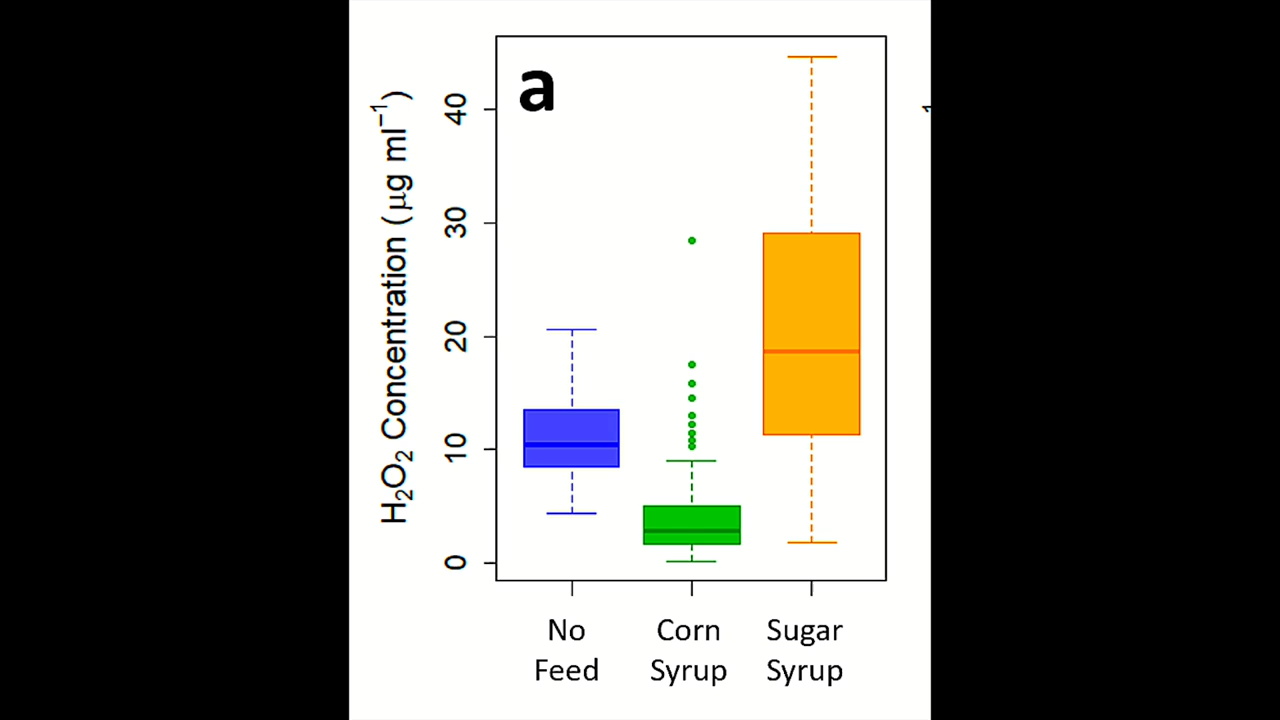 a
H₂O₂ Concentration (μg ml⁻¹)
40
30
20
10
0
No
Feed
Corn
Syrup
Sugar
Syrup